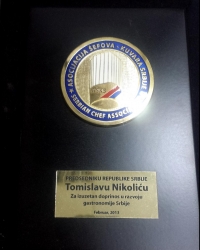 ASOCIJACIJA ŠEFOVA - KUVARA SRBIJE
SERBIAN CHEF ASSOCIATION
PREDSEDNIKU REPUBLIKE SRBIJE
Tomislavu Nikoliću
Za izuzetan doprinos u razvoju
gastronomije Srbije
Februar, 2013